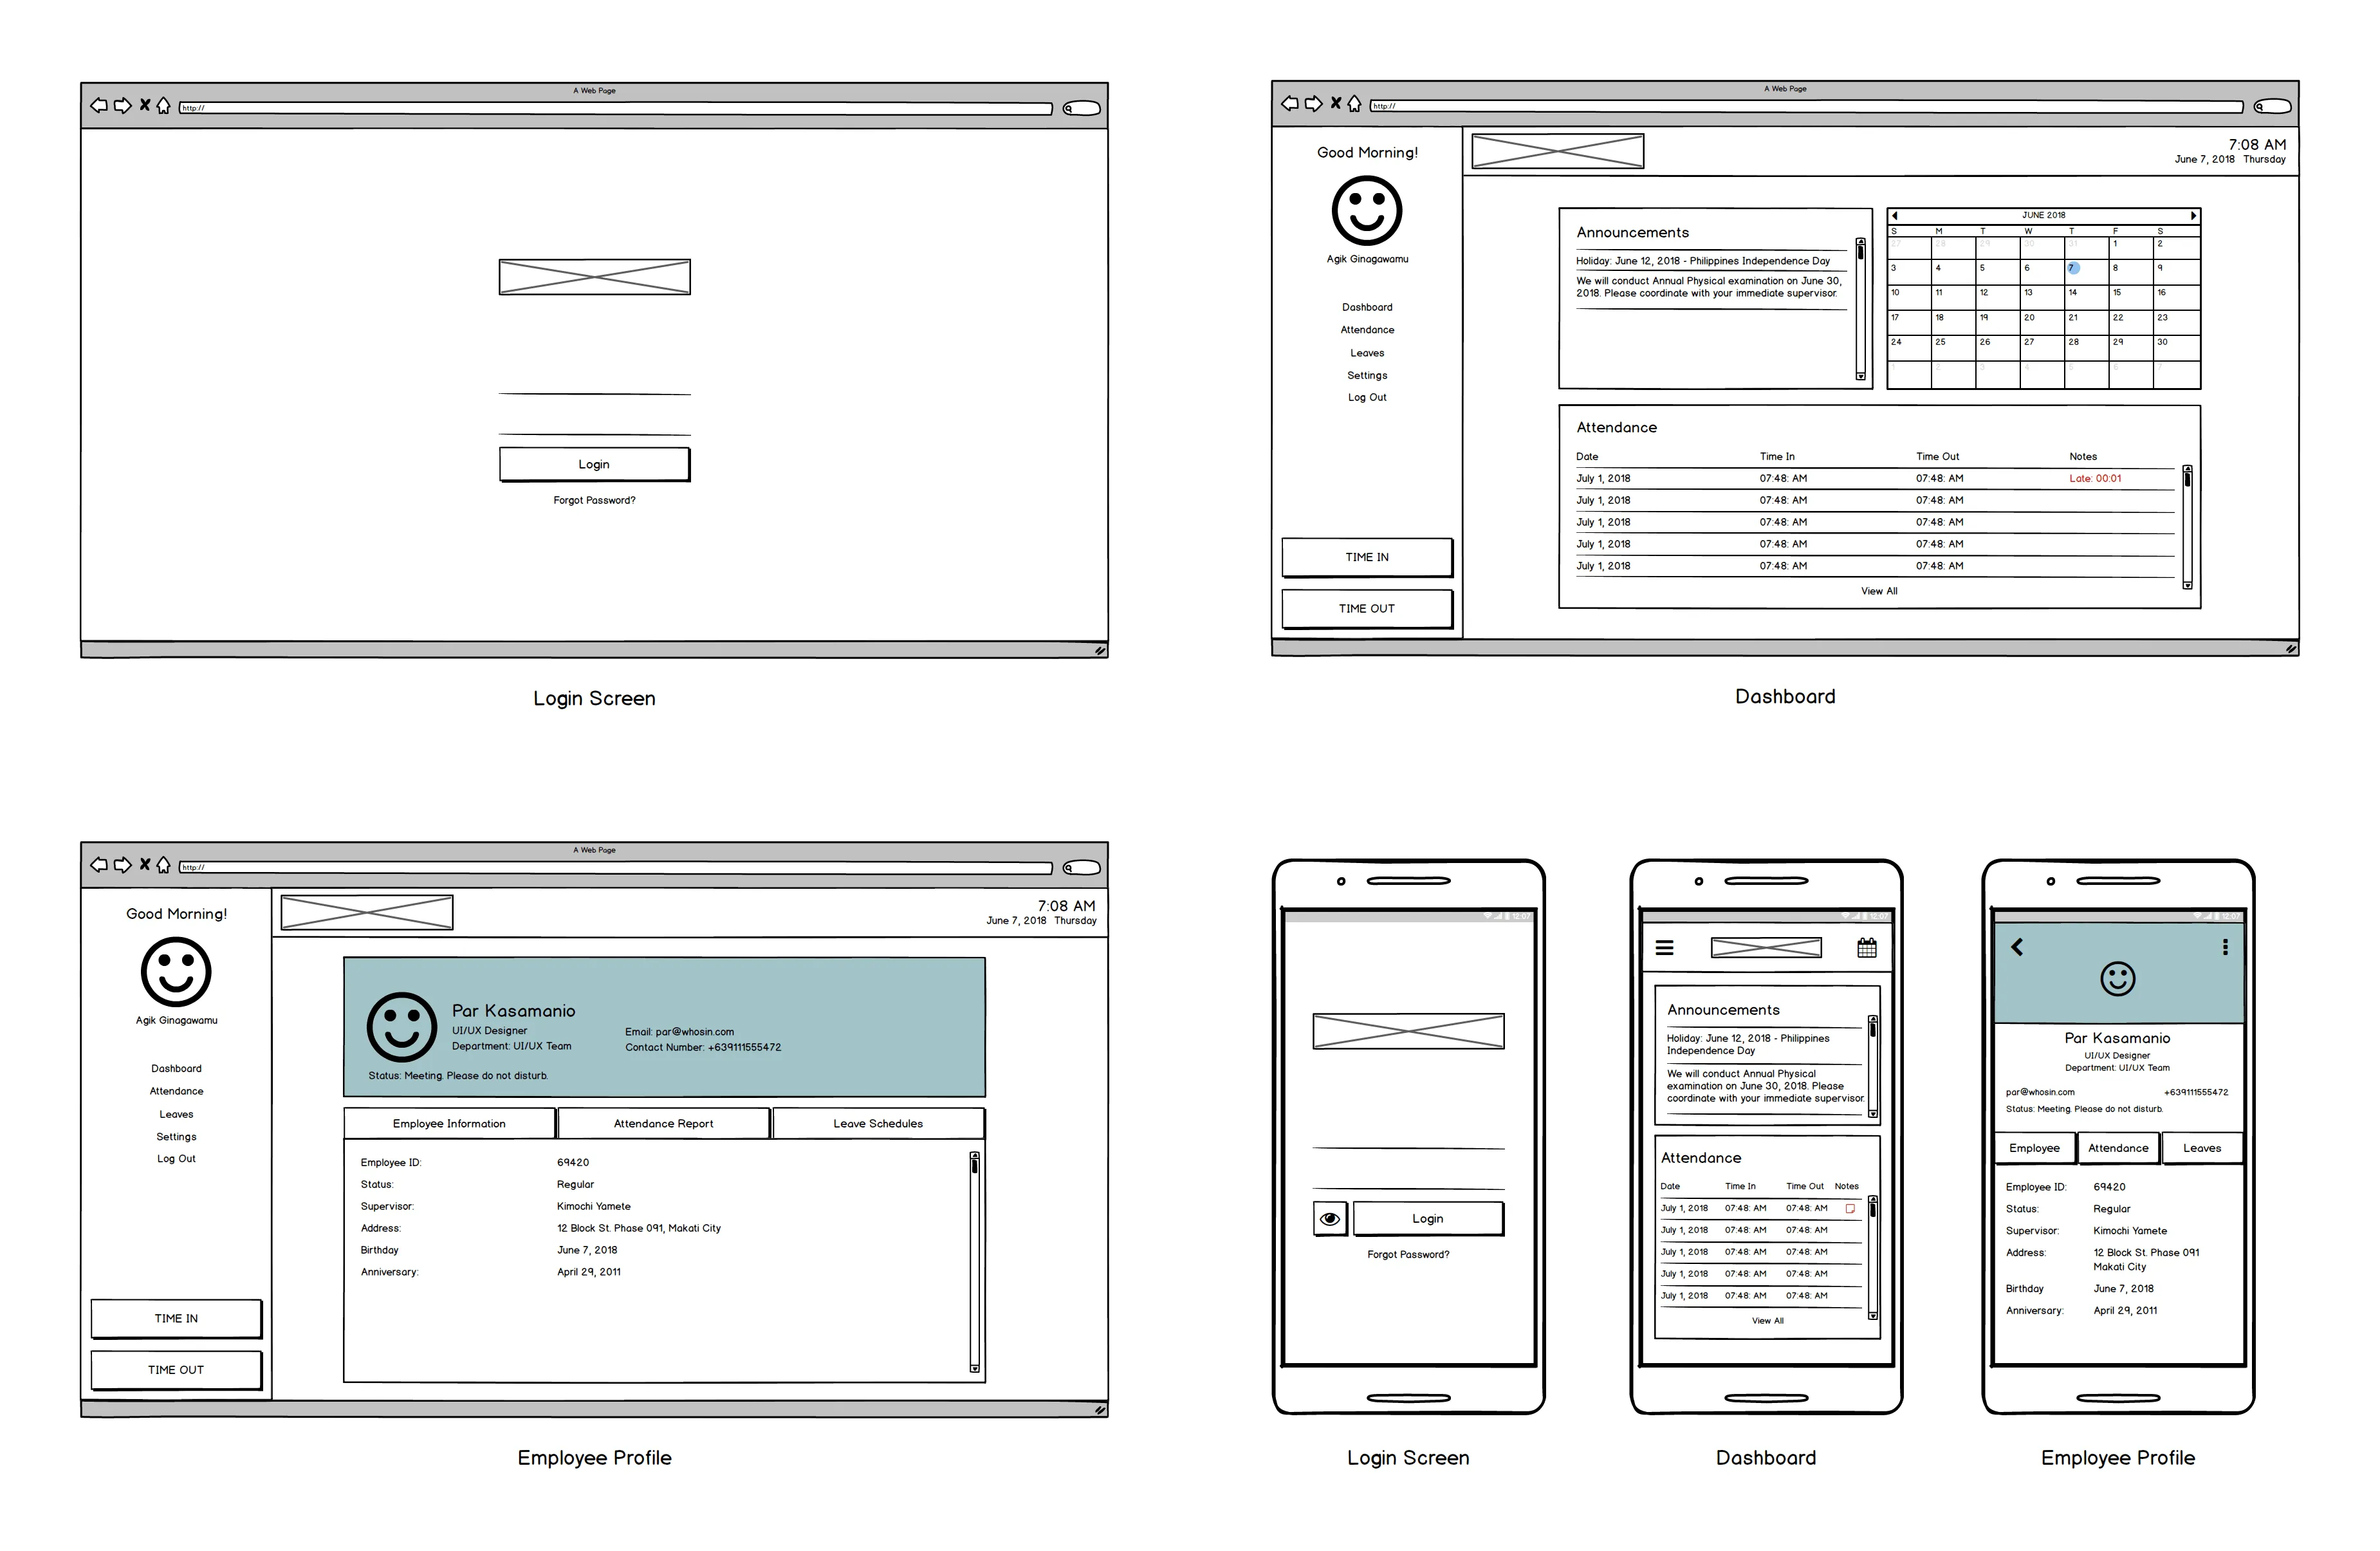 A Web Page
http://
Login
Forgot Password?
Login Screen
A Web Page
http://
Good Morning!
Agik Ginagawamu
Dashboard
Attendance
Leaves
Settings
Log Out
TIME IN
TIME OUT
7:08 AM
June 7, 2018 Thursday
Announcements
Holiday: June 12, 2018 - Philippines Independence Day
We will conduct Annual Physical examination on June 30,
2018. Please coordinate with your immediate supervisor.
JUNE 2018
S M T W T F S
27 28 29 30 31 1 2
3 4 5 6 7 8 9
10 11 12 13 14 15 16
17 18 19 20 21 22 23
24 25 26 27 28 29 30
1 2 3 4 5 6 7
Attendance
Date Time In Time Out Notes
July 1, 2018 07:48: AM 07:48: AM Late: 00:01
July 1, 2018 07:48: AM 07:48: AM
July 1, 2018 07:48: AM 07:48: AM
July 1, 2018 07:48: AM 07:48: AM
July 1, 2018 07:48: AM 07:48: AM
View All
Dashboard
A Web Page
http://
Good Morning!
Agik Ginagawamu
Dashboard
Attendance
Leaves
Settings
Log Out
TIME IN
TIME OUT
7:08 AM
June 7, 2018 Thursday
Par Kasamanio
UI/UX Designer
Department: UI/UX Team
Email: par@whosin.com
Contact Number: +639111555472
Status: Meeting. Please do not disturb.
Employee Information Attendance Report Leave Schedules
Employee ID: 69420
Status: Regular
Supervisor: Kimochi Yamete
Address: 12 Block St. Phase 091, Makati City
Birthday June 7, 2018
Anniversary: April 29, 2011
Employee Profile
12:07
Login
Forgot Password?
Login Screen
12:07
Announcements
Holiday: June 12, 2018 - Philippines
Independence Day
We will conduct Annual Physical
examination on June 30, 2018. Please
coordinate with your immediate supervisor.
Attendance
Date Time In Time Out Notes
July 1, 2018 07:48: AM 07:48: AM
July 1, 2018 07:48: AM 07:48: AM
July 1, 2018 07:48: AM 07:48: AM
July 1, 2018 07:48: AM 07:48: AM
July 1, 2018 07:48: AM 07:48: AM
View All
Dashboard
12:07
Par Kasamanio
UI/UX Designer
Department: UI/UX Team
par@whosin.com +639111555472
Status: Meeting. Please do not disturb.
Employee Attendance Leaves
Employee ID: 69420
Status: Regular
Supervisor: Kimochi Yamete
Address: 12 Block St. Phase 091
Makati City
Birthday June 7, 2018
Anniversary: April 29, 2011
Employee Profile